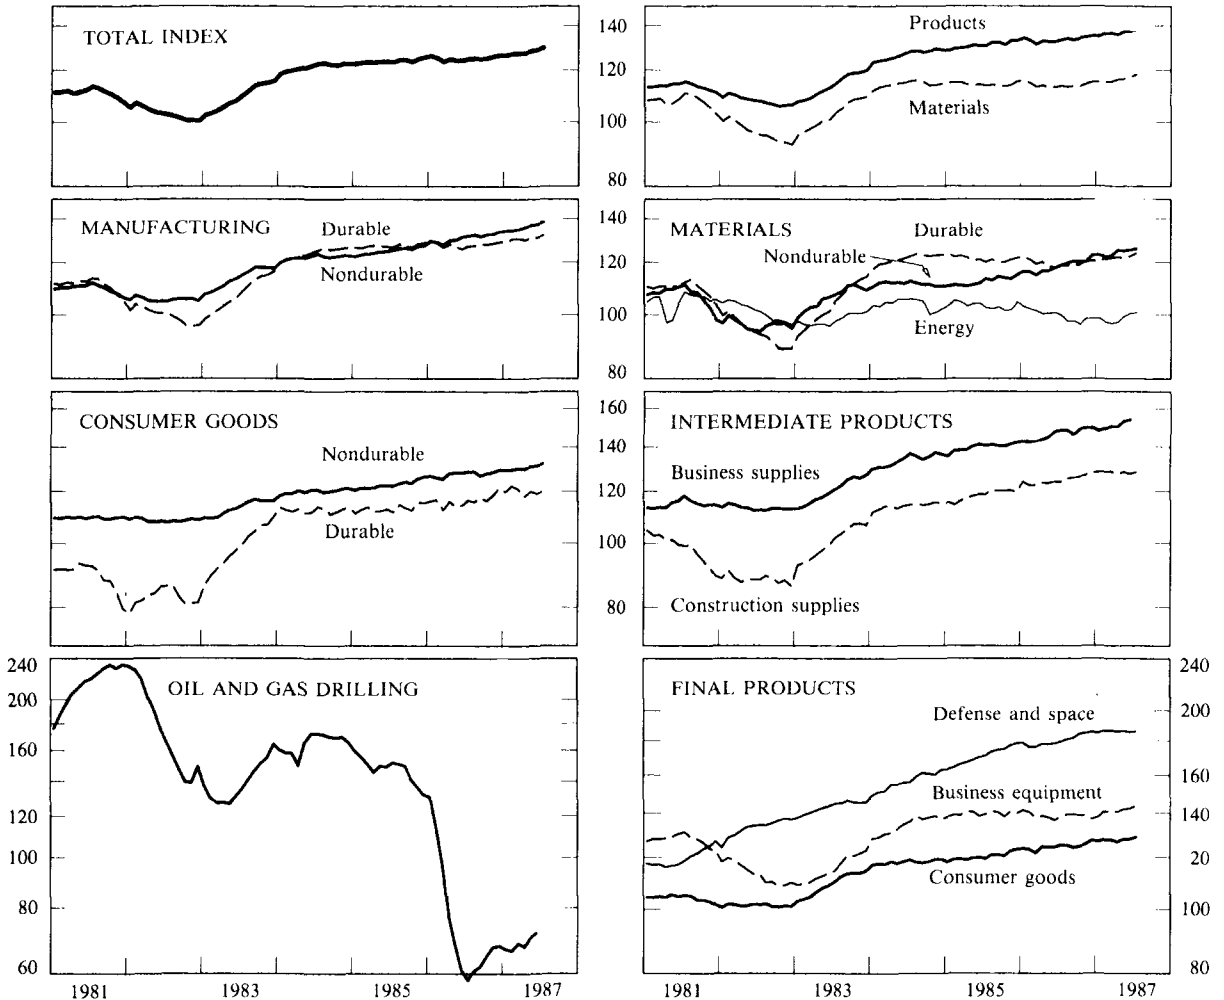 TOTAL INDEX
140
120
100
80
Products
Materials
MANUFACTURING
Durable
Nondurable
140
120
100
80
MATERIALS
Durable
Nondurable
Energy
CONSUMER GOODS
Nondurable
Durable
160
140
120
100
80
INTERMEDIATE PRODUCTS
Business supplies
Construction supplies
240
200
160
140
120
100
80
60
OIL AND GAS DRILLING
1981
1983
1985
1987
FINAL PRODUCTS
Defense and space
Business equipment
Consumer goods
240
200
160
140
20
100
80
1981
1983
1985
1987